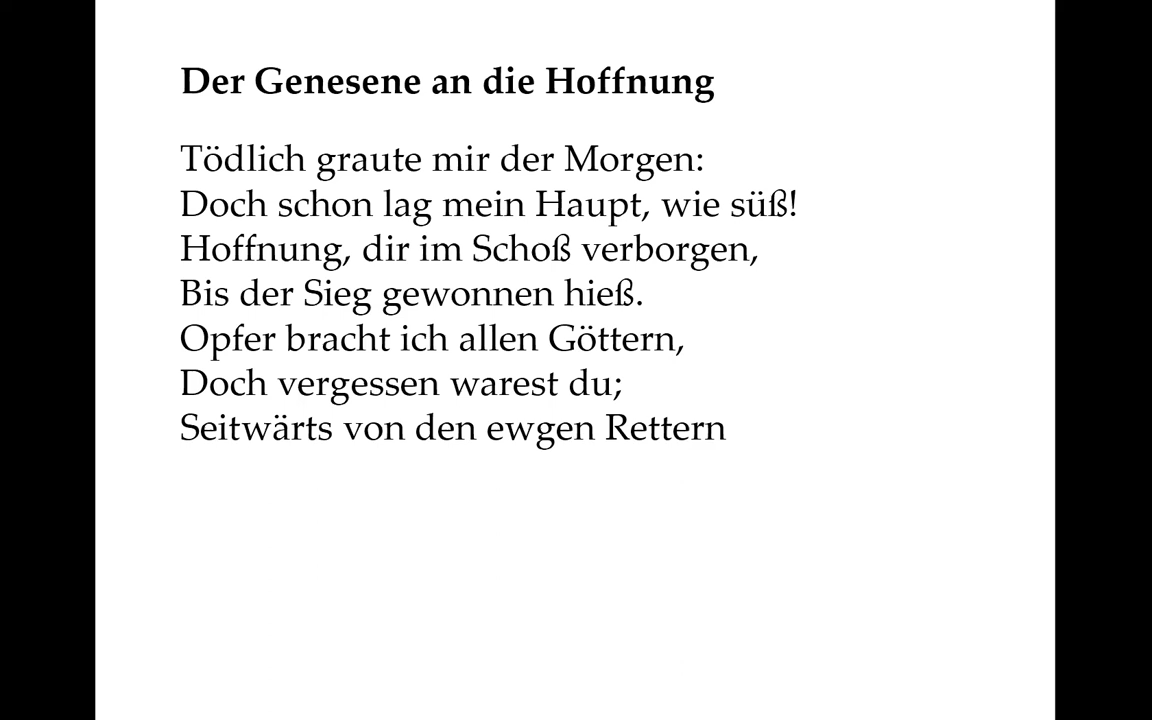 Der Genesene an die Hoffnung
Tödlich graute mir der Morgen:
Doch schon lag mein Haupt, wie süß!
Hoffnung, dir im Schoß verborgen,
Bis der Sieg gewonnen hieß.
Opfer bracht ich allen Göttern,
Doch vergessen warest du;
Seitwärts von den ewgen Rettern